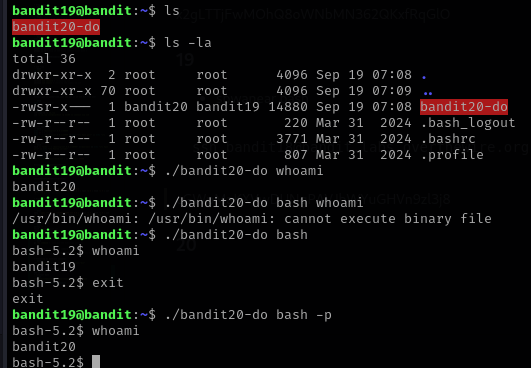 bandit19@bandit:~$ ls
bandit20-do
bandit19@bandit:~$ ls -la
total 36
drwxr-xr-x  2 root     root      4096 Sep 19 07:08 .
drwxr-xr-x 70 root     root      4096 Sep 19 07:09 ..
-rwsr-x---  1 bandit20 bandit19 14880 Sep 19 07:08 bandit20-do
-rw-r--r--  1 root     root       220 Mar 31  2024 .bash_logout
-rw-r--r--  1 root     root      3771 Mar 31  2024 .bashrc
-rw-r--r--  1 root     root       807 Mar 31  2024 .profile
bandit19@bandit:~$ ./bandit20-do whoami
bandit20
bandit19@bandit:~$ ./bandit20-do bash whoami
/usr/bin/whoami: /usr/bin/whoami: cannot execute binary file
bandit19@bandit:~$ ./bandit20-do bash
bash-5.2$ whoami
bandit19
bash-5.2$ exit
exit
bandit19@bandit:~$ ./bandit20-do bash -p
bash-5.2$ whoami
bandit20
bash-5.2$